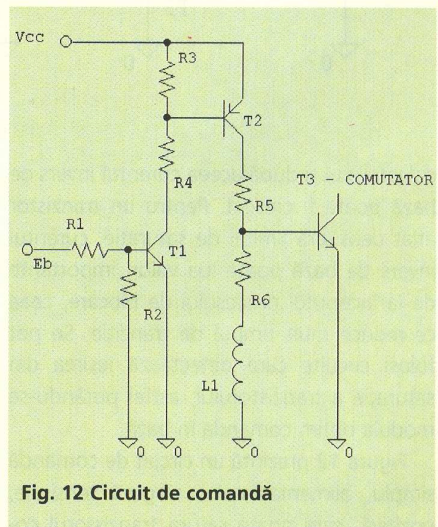 Vcc
R3
T2
R4
T3
COMUTATOR
R5
R1
T1
Eb
R2
R6
L1
0
0
0
0
Fig. 12 Circuit de comandă